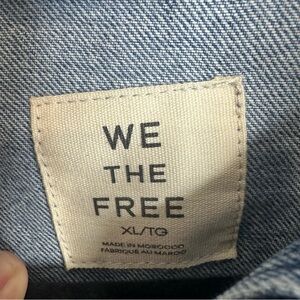 WE
THE
FREE
XL/TG
MADE IN MOROCCO
FABRIQUE AU MAROC